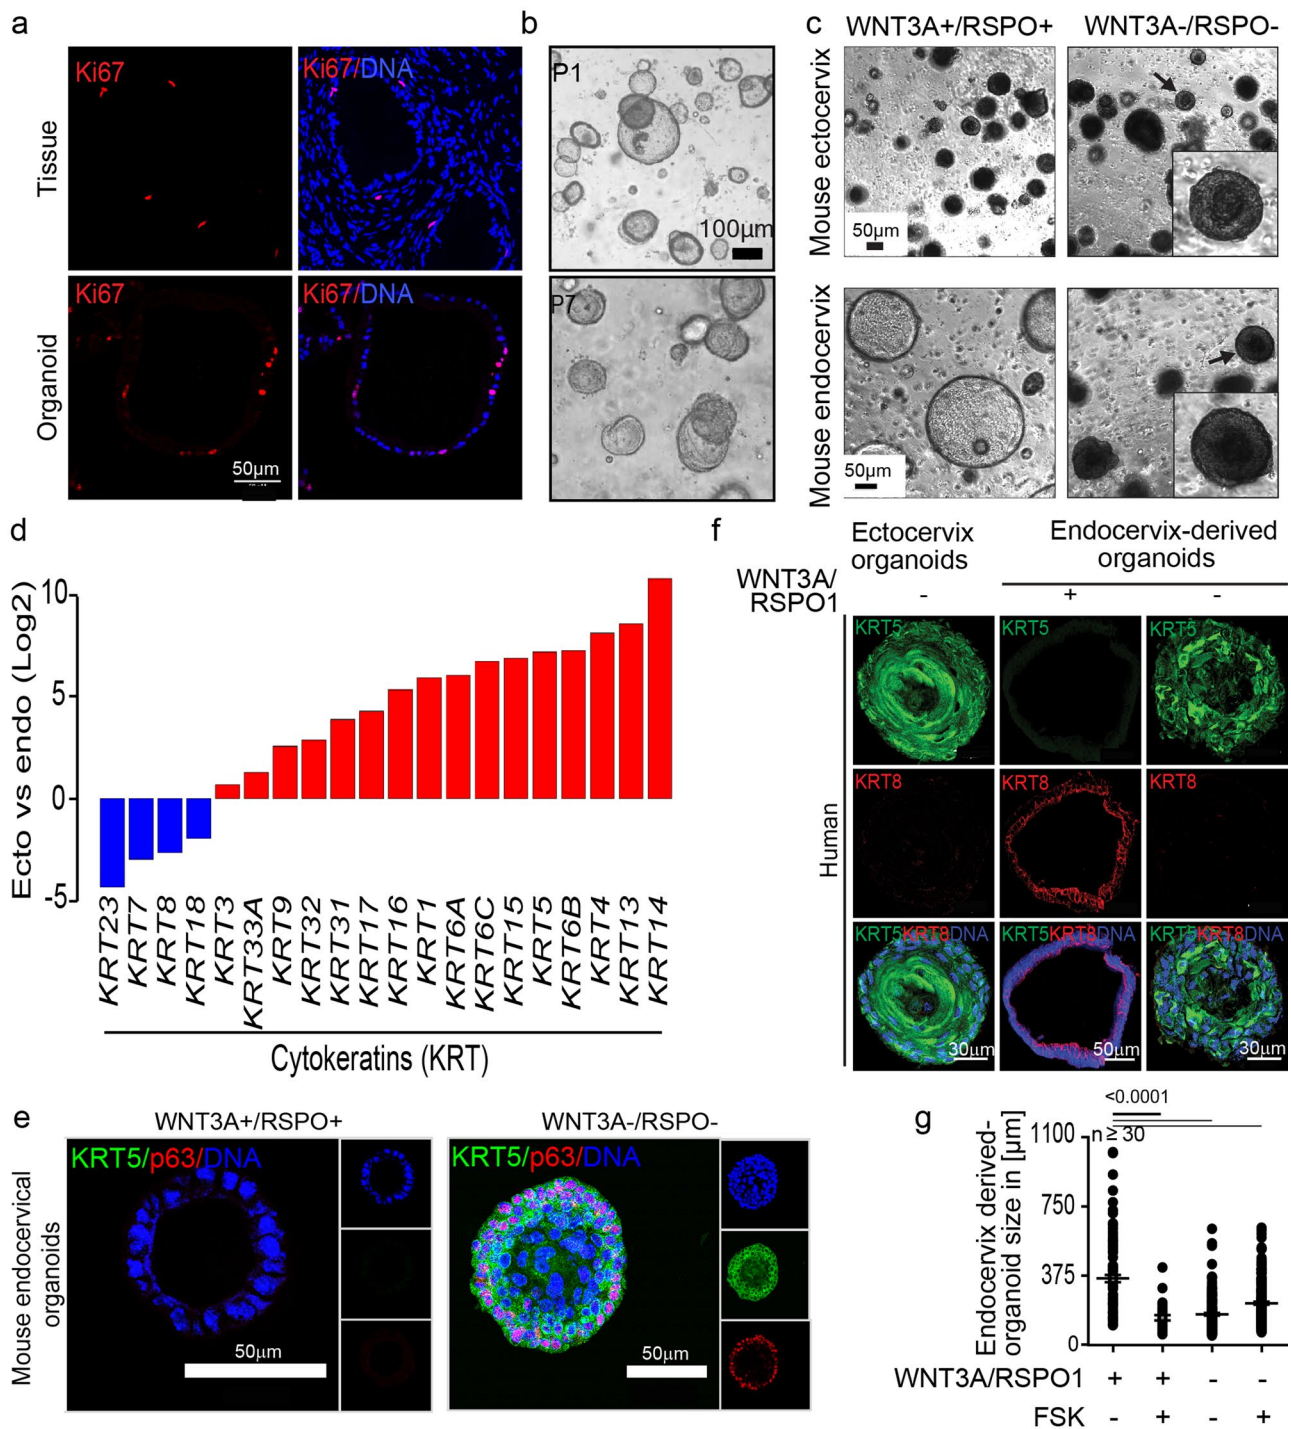 a
Ki67
Ki67/DNA
Tissue
Ki67
Ki67/DNA
Organoid
50µm
b
P1
100µm
P7
c
WNT3A+/RSPO+
WNT3A-/RSPO-
Mouse ectocervix
50µm
Mouse endocervix
50µm
d
Ecto vs endo (Log2)
10
5
0
-5
KRT23
KRT7
KRT8
KRT18
KRT3
KRT33A
KRT9
KRT32
KRT31
KRT17
KRT16
KRT1
KRT6A
KRT6C
KRT15
KRT5
KRT6B
KRT4
KRT13
KRT14
Cytokeratins (KRT)
e
WNT3A+/RSPO+
WNT3A-/RSPO-
Mouse endocervical
organoids
KRT5/p63/DNA
50µm
KRT5/p63/DNA
50µm
f
Ectocervix
organoids
Endocervix-derived
organoids
WNT3A/
RSPO1
-
+
-
Human
KRT5
KRT5
KRT5
KRT8
KRT8
KRT8
KRT5KRT8DNA
KRT5KRT8DNA
KRT5KRT8DNA
30µm
50µm
30µm
g
<0.0001
n ≥ 30
Endocervix derived-
organoid size in [µm]
1100
750
375
0
WNT3A/RSPO1 + + - -
FSK - + - +